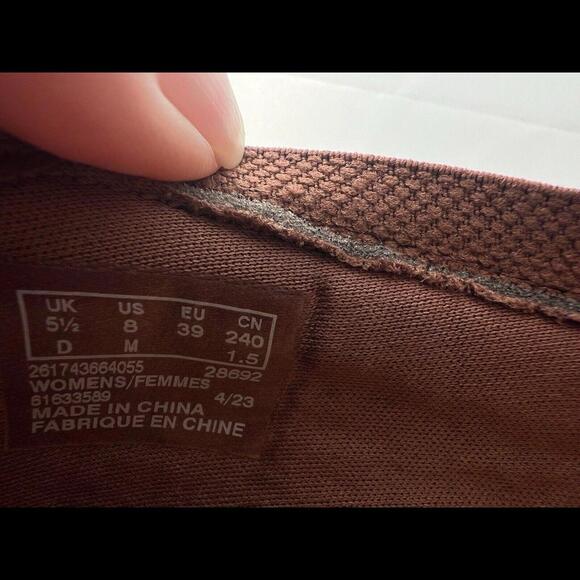 UK US EU CN
5½ 8 39 240
D M 1.5
261743664055 28692
WOMENS/FEMMES
61633589 4/23
MADE IN CHINA
FABRIQUE EN CHINE